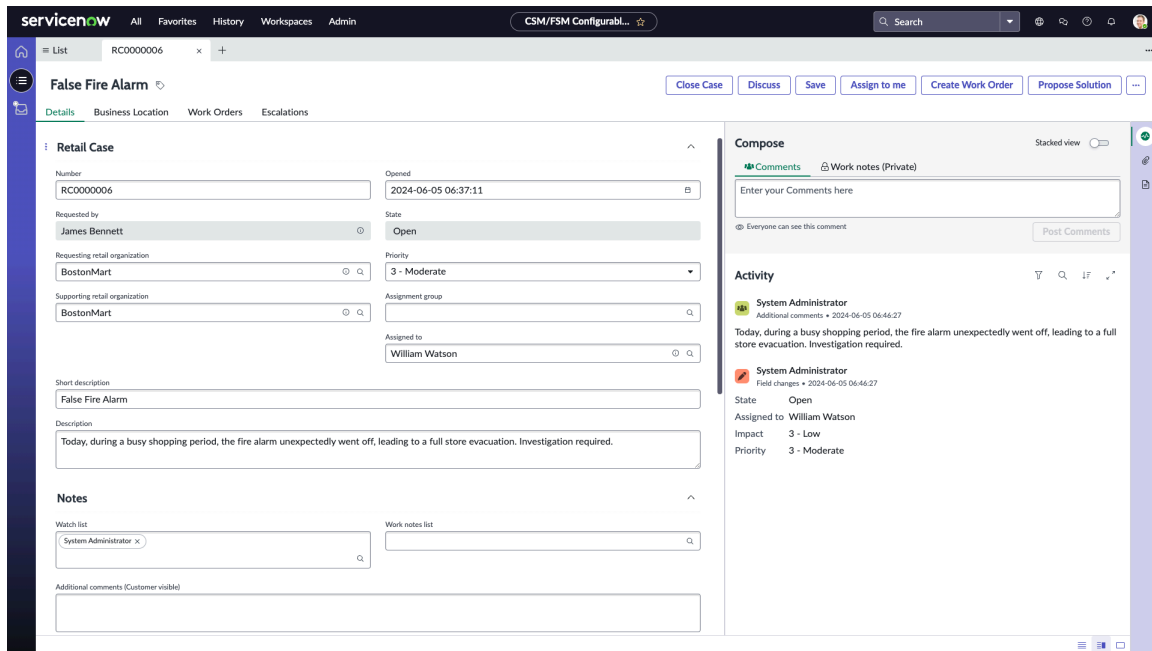 servicenow All Favorites History Workspaces Admin CSM/FSM Configurabl... Search
List RC0000006
False Fire Alarm
Close Case Discuss Save Assign to me Create Work Order Propose Solution
Details Business Location Work Orders Escalations
Retail Case
Number
RC0000006
Opened
2024-06-05 06:37:11
Requested by
James Bennett
State
Open
Requesting retail organization
BostonMart
Priority
3 - Moderate
Supporting retail organization
BostonMart
Assignment group
Assigned to
William Watson
Short description
False Fire Alarm
Description
Today, during a busy shopping period, the fire alarm unexpectedly went off, leading to a full store evacuation. Investigation required.
Notes
Watch list
System Administrator
Work notes list
Additional comments (Customer visible)
Compose
Stacked view
Comments Work notes (Private)
Enter your Comments here
Everyone can see this comment
Post Comments
Activity
System Administrator
Additional comments • 2024-06-05 06:46:27
Today, during a busy shopping period, the fire alarm unexpectedly went off, leading to a full
store evacuation. Investigation required.
System Administrator
Field changes • 2024-06-05 06:46:27
State Open
Assigned to William Watson
Impact 3 - Low
Priority 3 - Moderate